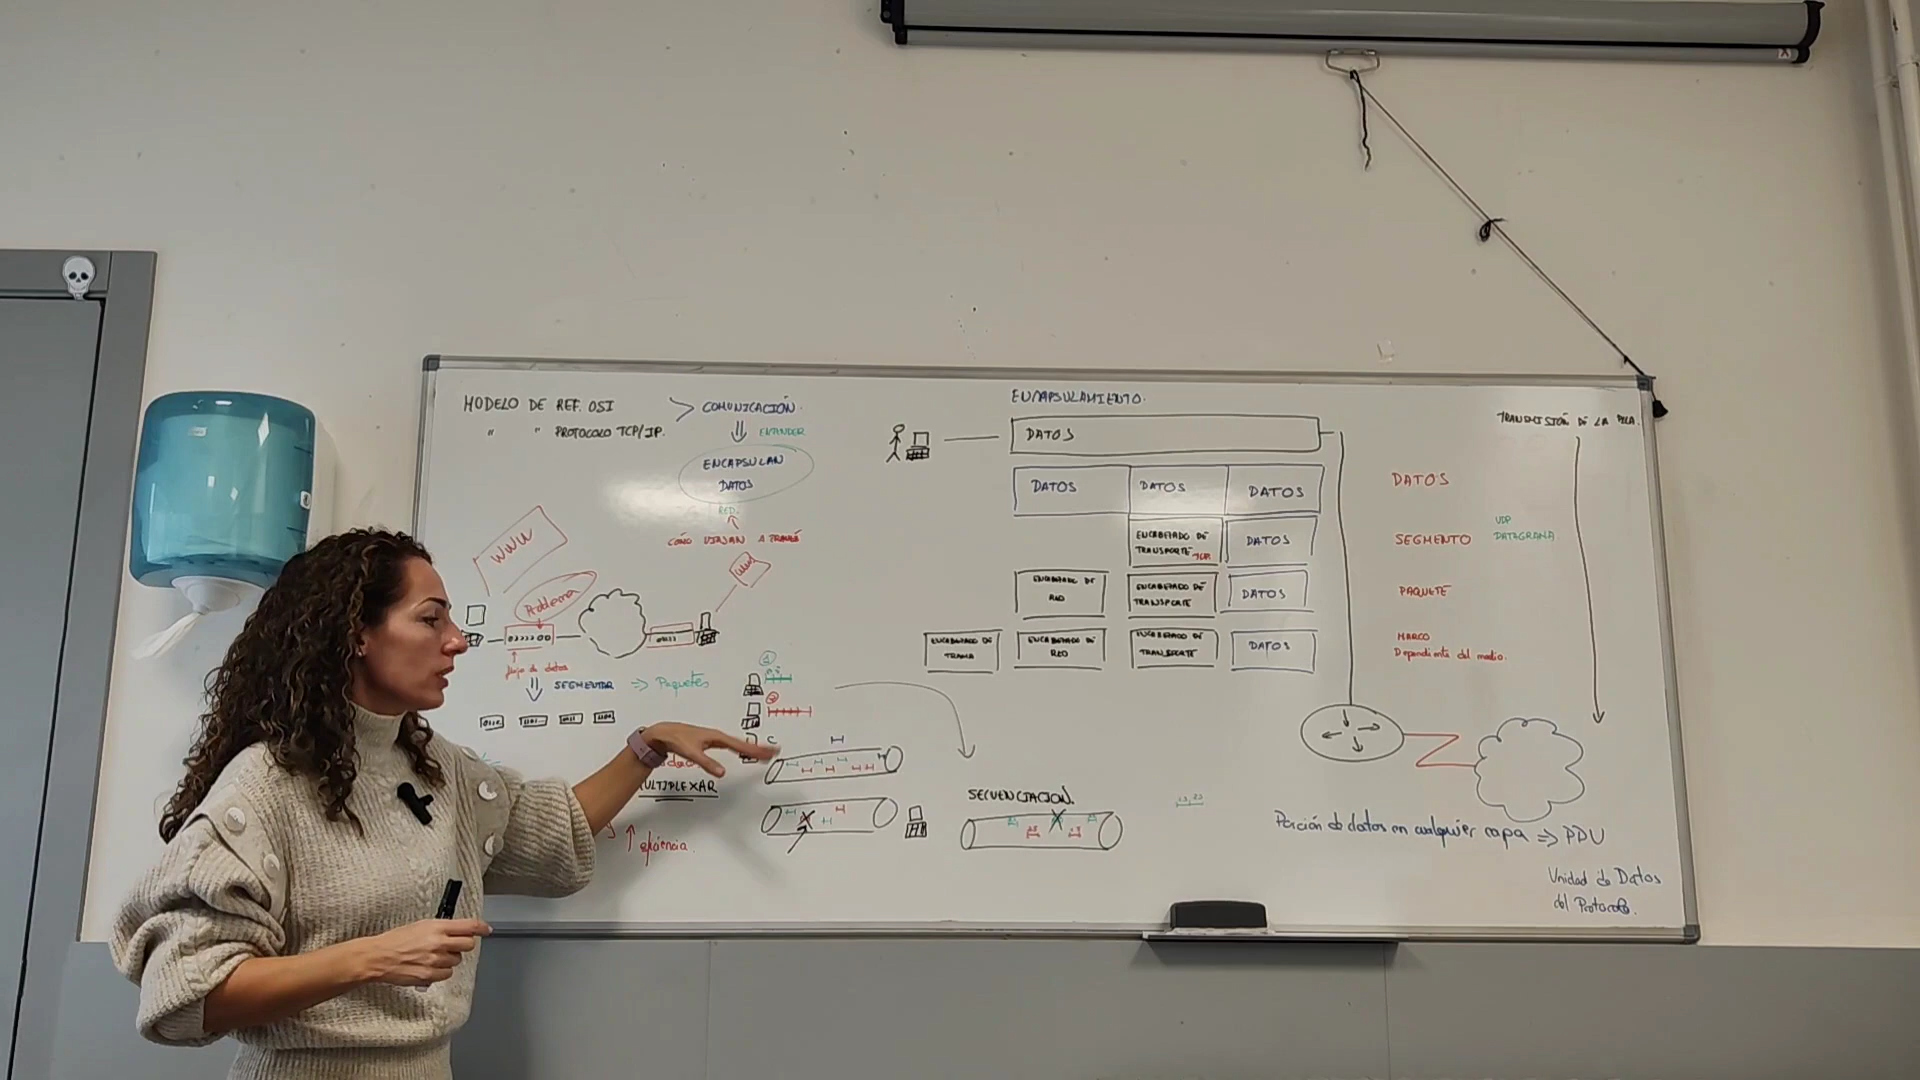 MODELO DE REF. OSI
" " PROTOCOLO TCP/IP.
> COMUNICACIÓN.
ENTENDER
ENCAPSULAN
DATOS
RED.
CÓMO VIAJAN A TRAVÉS
WWW
WWW
Problema
flujo de datos
SEGMENTAR => Paquetes
C
MULTIPLEXAR
eficiencia.
SECUENCIACIÓN.
ENCAPSULAMIENTO.
DATOS
DATOS DATOS DATOS
ENCABEZADO DE
TRANSPORTE TCP
DATOS
ENCABEZADO DE
RED
ENCABEZADO DE
TRANSPORTE
DATOS
ENCABEZADO DE
TRAMA
ENCABEZADO DE
RED
ENCABEZADO DE
TRANSPORTE
DATOS
TRANSMISIÓN DE LA PILA.
DATOS
SEGMENTO
UDP
DATAGRAMA
PAQUETE
MARCO
Dependiente del medio.
Porción de datos en cualquier capa => PDU
Unidad de Datos
del Protocolo.